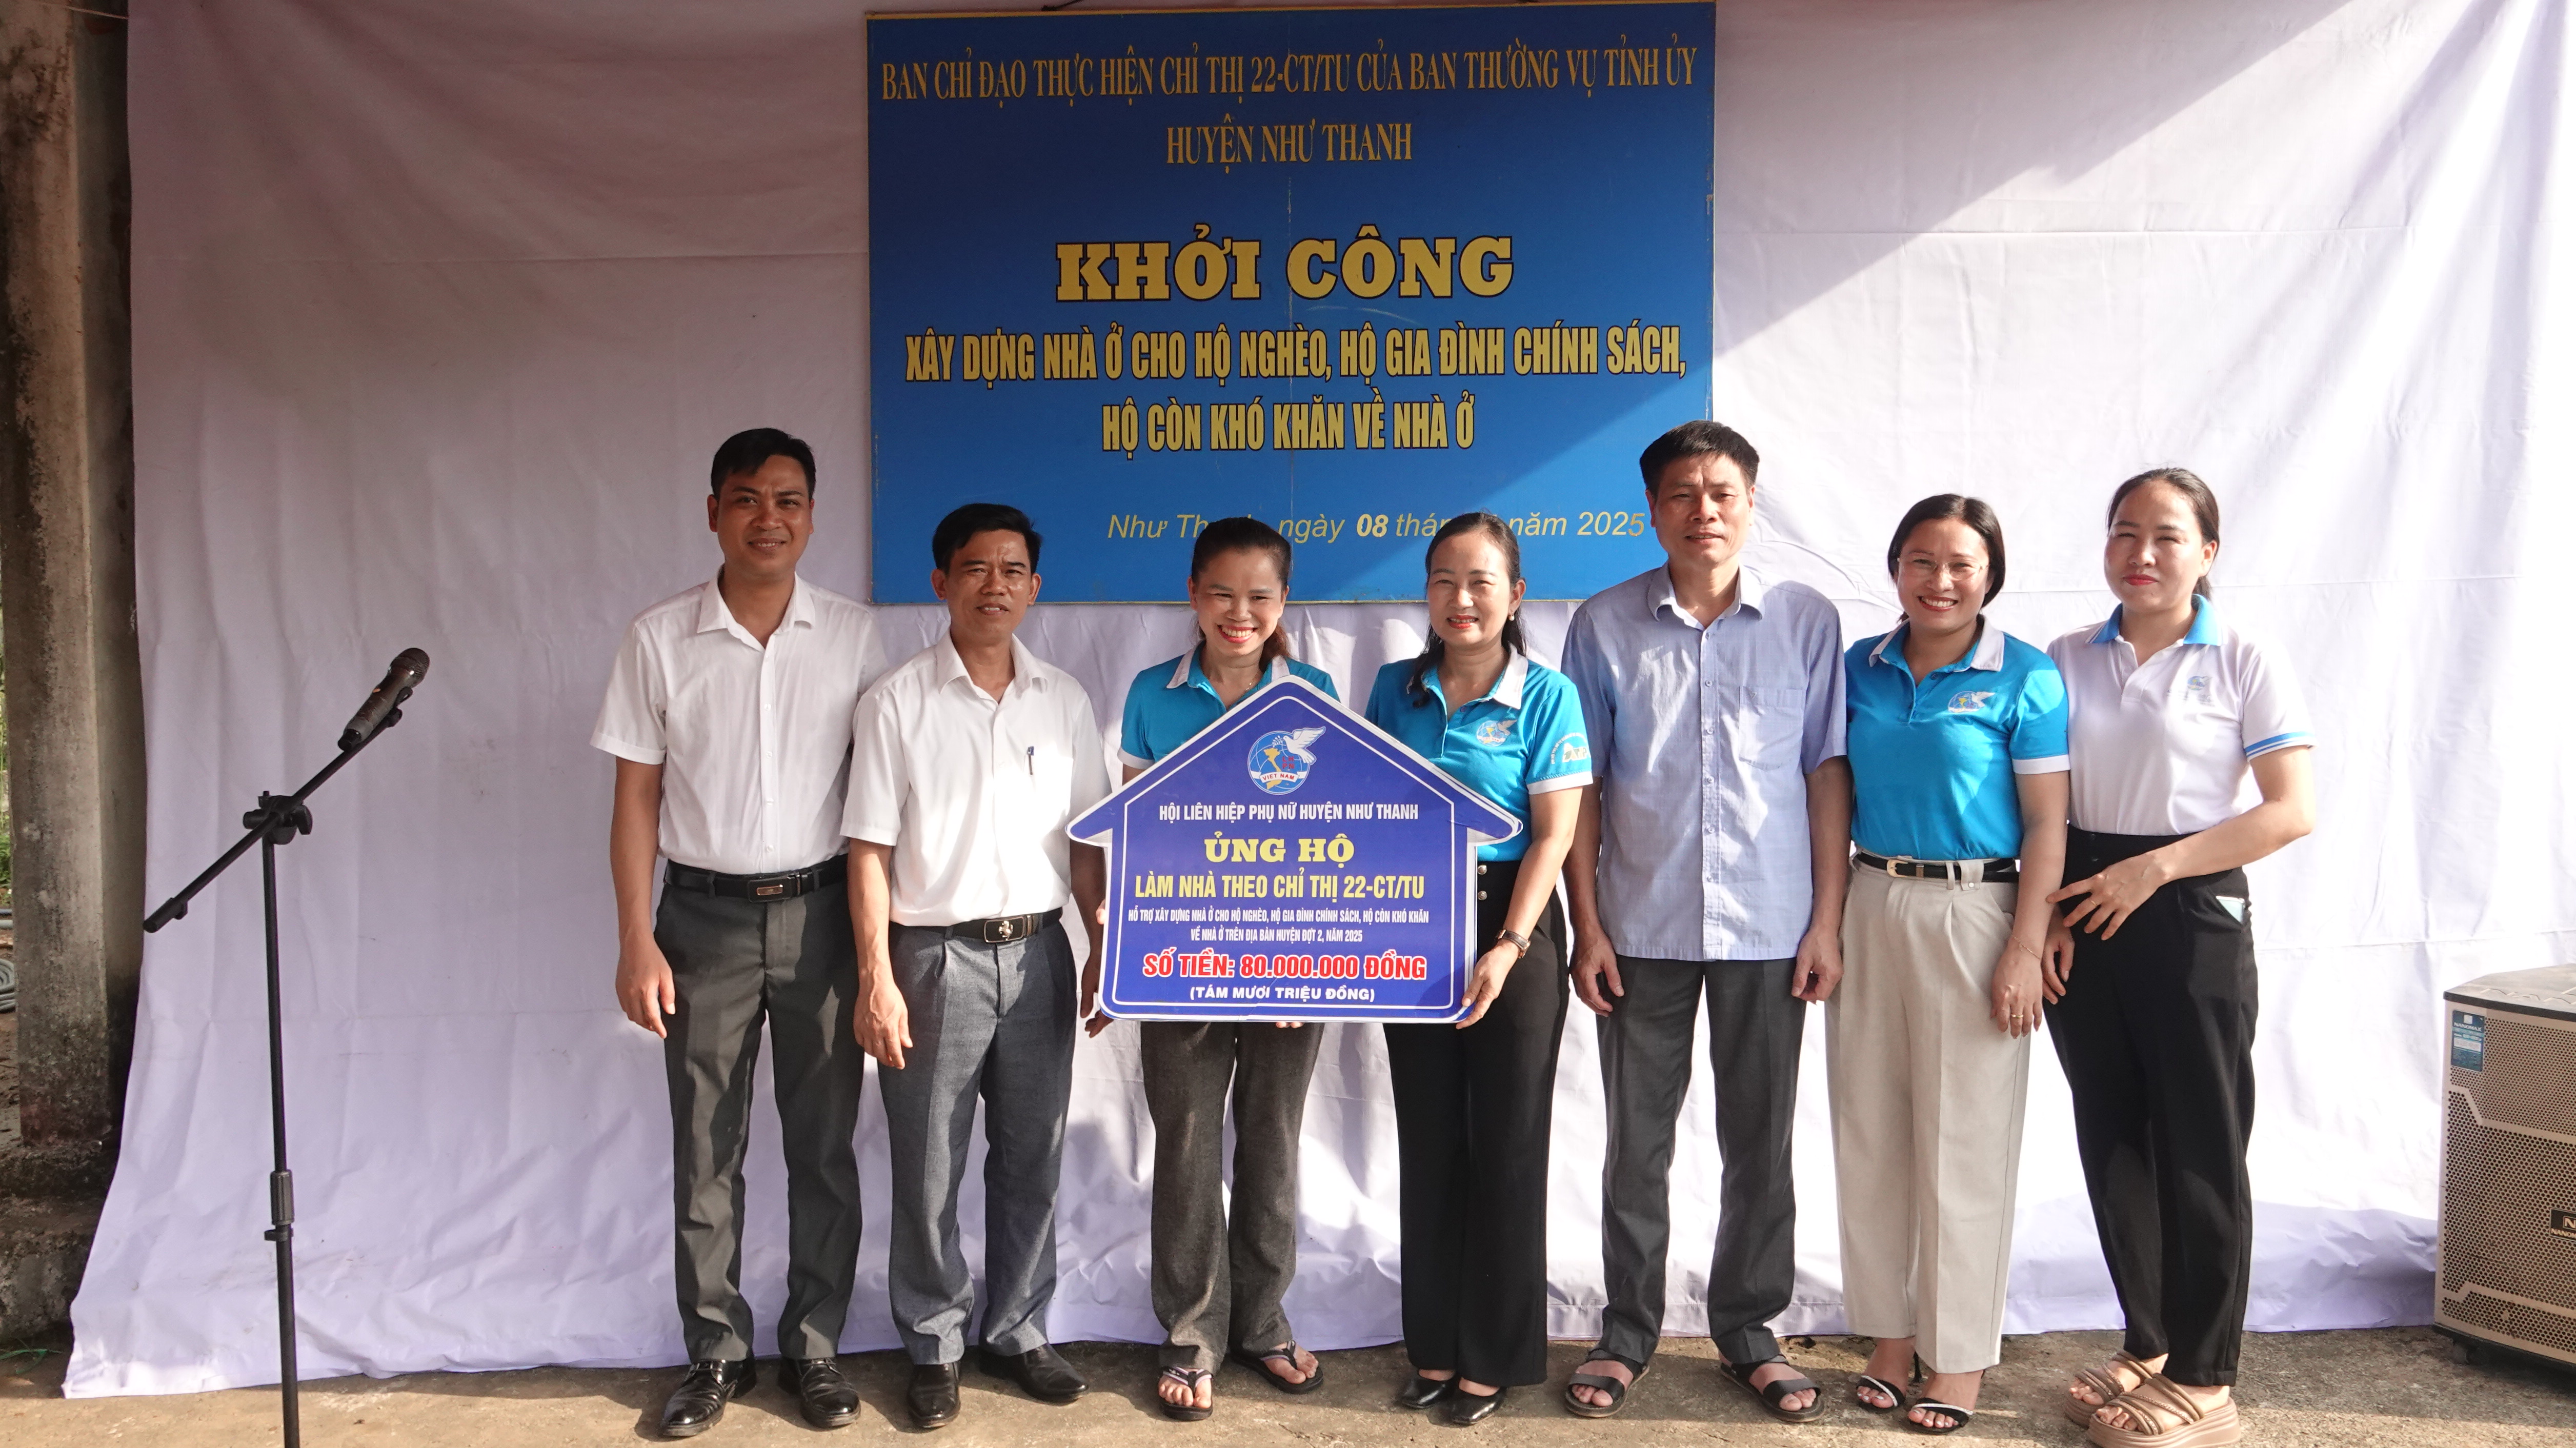 BAN CHỈ ĐẠO THỰC HIỆN CHỈ THỊ 22-CT/TU CỦA BAN THƯỜNG VỤ TỈNH ỦY
HUYỆN NHƯ THANH
KHỞI CÔNG
XÂY DỰNG NHÀ Ở CHO HỘ NGHÈO, HỘ GIA ĐÌNH CHÍNH SÁCH,
HỘ CÒN KHÓ KHĂN VỀ NHÀ Ở
Như ngày 08 năm 2025
VIỆT NAM
HỘI LIÊN HIỆP PHỤ NỮ HUYỆN NHƯ THANH
ỦNG HỘ
LÀM NHÀ THEO CHỈ THỊ 22-CT/TU
HỖ TRỢ XÂY DỰNG NHÀ Ở CHO HỘ NGHÈO, HỘ GIA ĐÌNH CHÍNH SÁCH, HỘ CÒN KHÓ KHĂN
VỀ NHÀ Ở TRÊN ĐỊA BÀN HUYỆN ĐỢT 2, NĂM 2025
SỐ TIỀN: 80.000.000 ĐỒNG
(TÁM MƯƠI TRIỆU ĐỒNG)